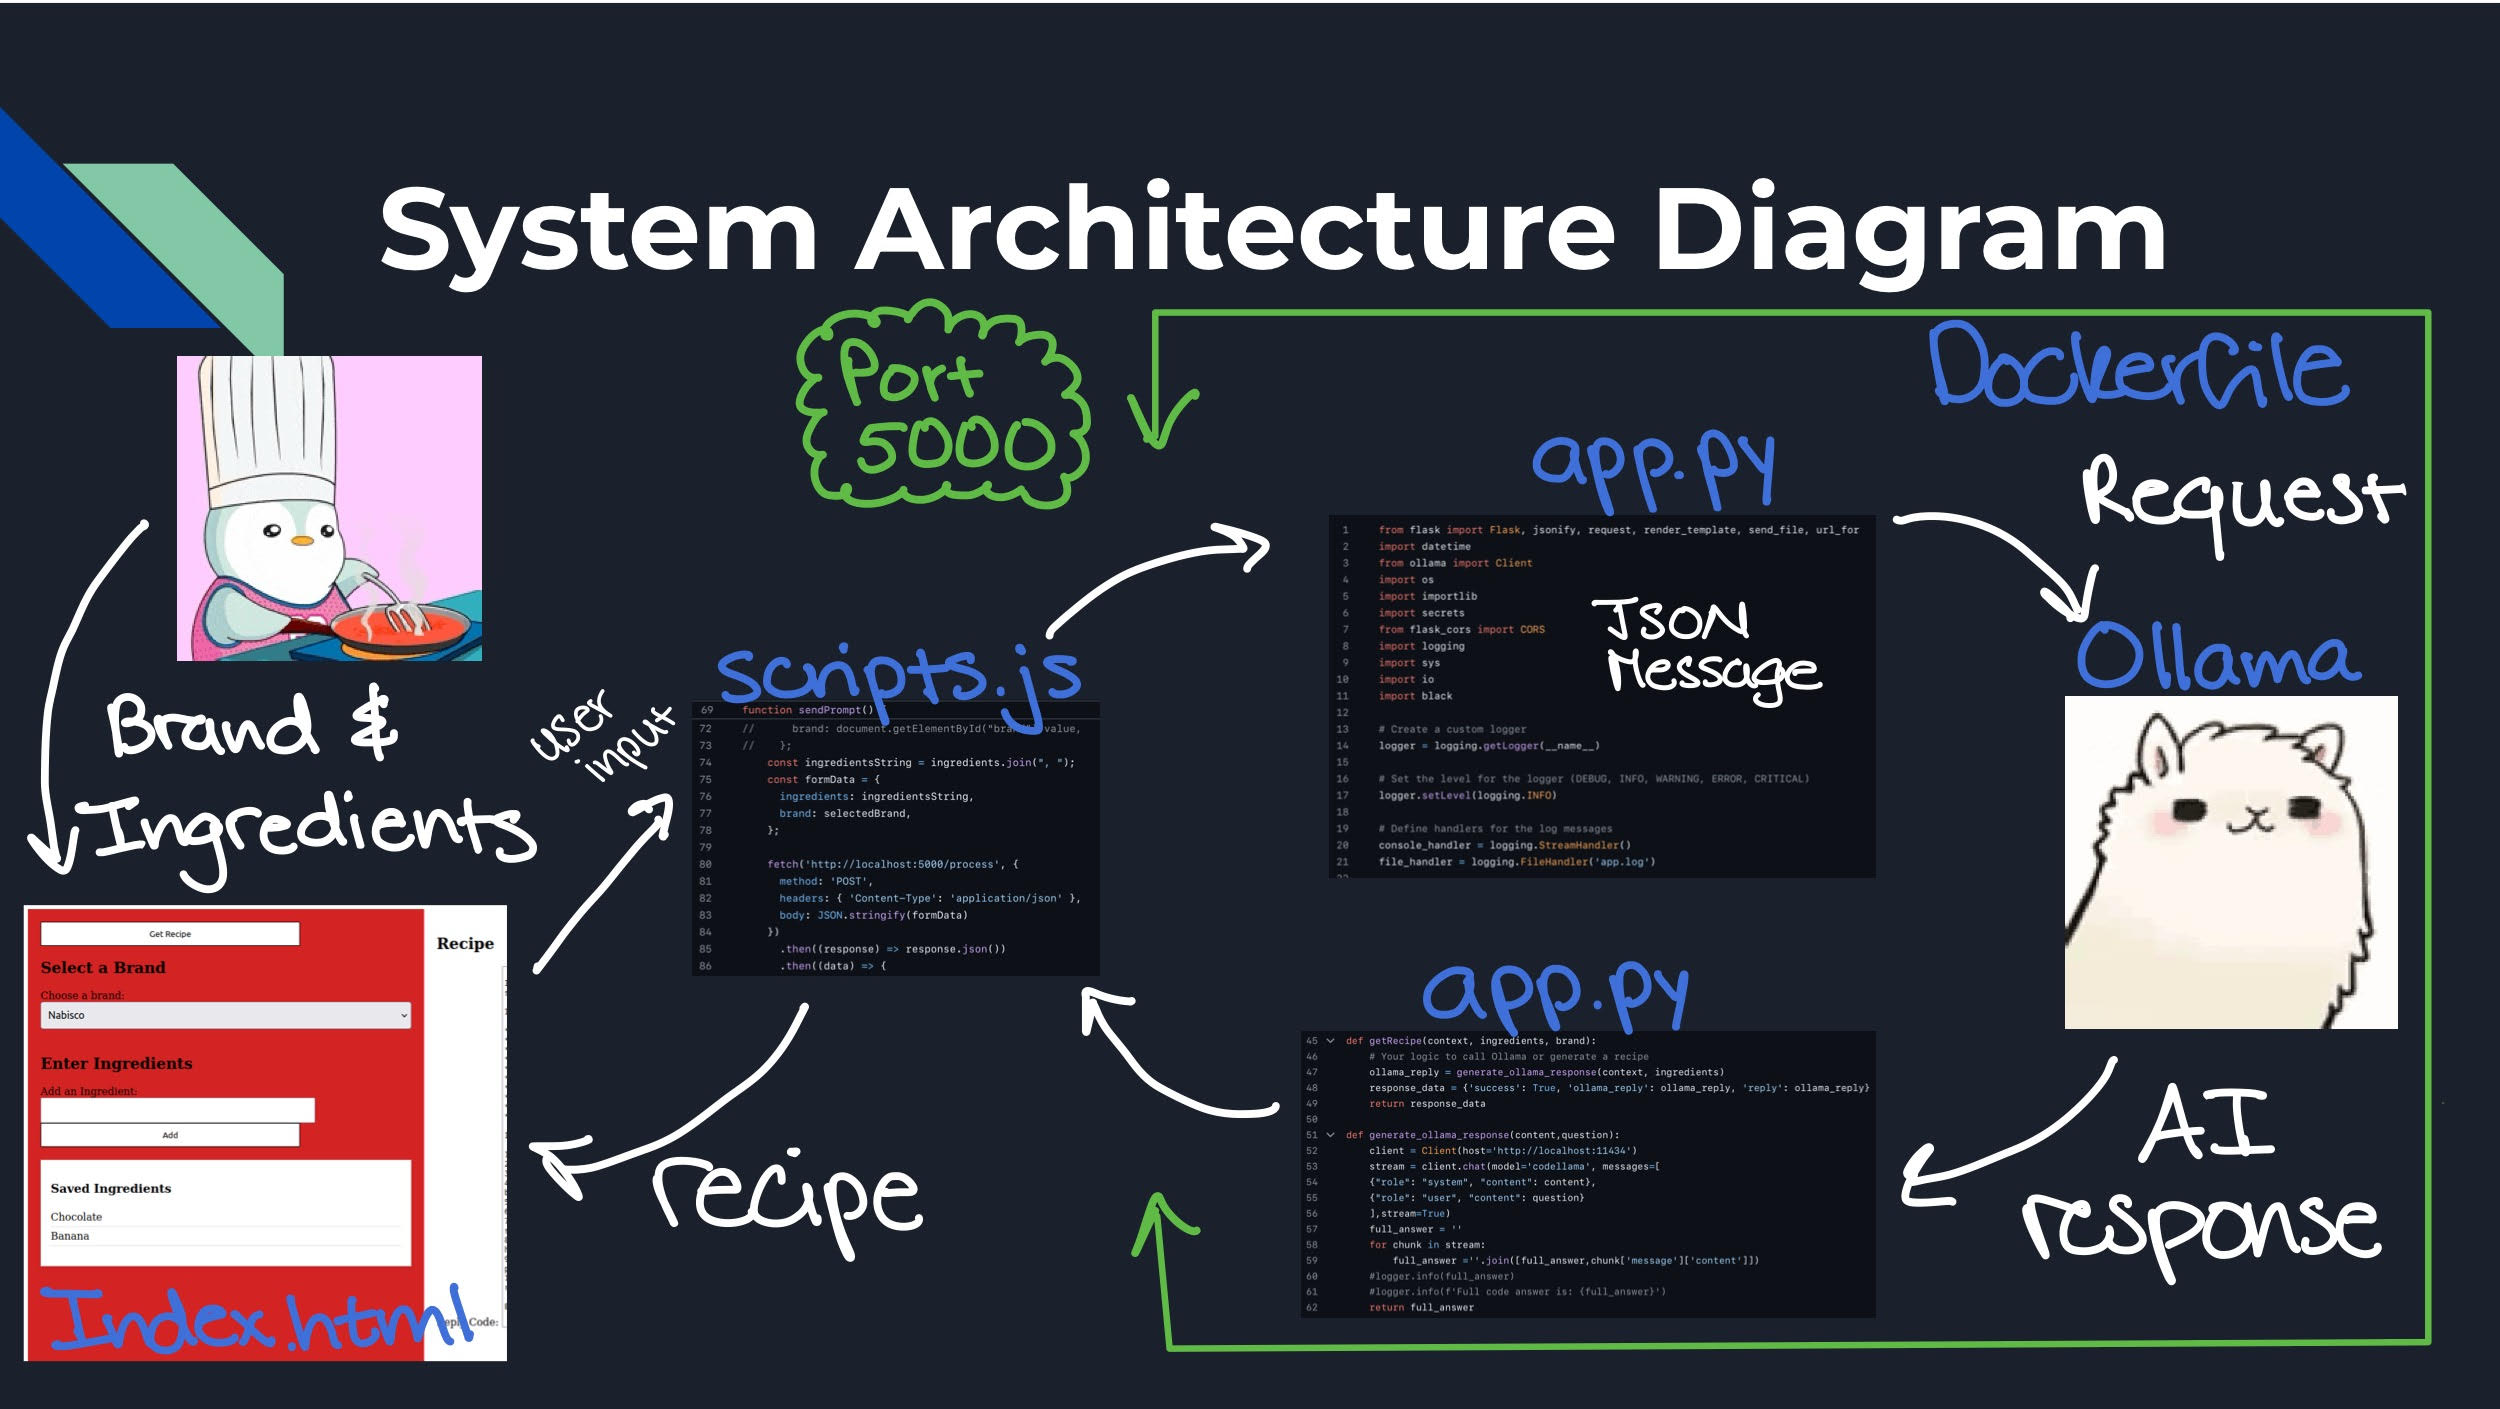 System Architecture Diagram
Port
5000
Dockerfile
Request
Brand &
Ingredients
user
input
scripts.js
69 function sendPrompt()
72 // brand: document.getElementById("bra value,
73 // };
74 const ingredientsString = ingredients.join(", ");
75 const formData = {
76 ingredients: ingredientsString,
77 brand: selectedBrand,
78 };
79
80 fetch('http://localhost:5000/process', {
81 method: 'POST',
82 headers: { 'Content-Type': 'application/json' },
83 body: JSON.stringify(formData)
84 })
85 .then((response) => response.json())
86 .then((data) => {
app.py
1 from flask import Flask, jsonify, request, render_template, send_file, url_for
2 import datetime
3 from ollama import Client
4 import os
5 import importlib
6 import secrets
7 from flask_cors import CORS
8 import logging
9 import sys
10 import io
11 import black
12
13 # Create a custom logger
14 logger = logging.getLogger(__name__)
15
16 # Set the level for the logger (DEBUG, INFO, WARNING, ERROR, CRITICAL)
17 logger.setLevel(logging.INFO)
18
19 # Define handlers for the log messages
20 console_handler = logging.StreamHandler()
21 file_handler = logging.FileHandler('app.log')
JSON
Message
Ollama
Get Recipe
Select a Brand
Choose a brand:
Nabisco
Enter Ingredients
Add an Ingredient:
Add
Saved Ingredients
Chocolate
Banana
Recipe
Code:
Index.html
recipe
app.py
45 def getRecipe(context, ingredients, brand):
46 # Your logic to call Ollama or generate a recipe
47 ollama_reply = generate_ollama_response(context, ingredients)
48 response_data = {'success': True, 'ollama_reply': ollama_reply, 'reply': ollama_reply}
49 return response_data
50
51 def generate_ollama_response(content,question):
52 client = Client(host='http://localhost:11434')
53 stream = client.chat(model='codellama', messages=[
54 {"role": "system", "content": content},
55 {"role": "user", "content": question}
56 ],stream=True)
57 full_answer = ''
58 for chunk in stream:
59 full_answer =''.join([full_answer,chunk['message']['content']])
60 #logger.info(full_answer)
61 #logger.info(f'Full code answer is: {full_answer}')
62 return full_answer
AI
response